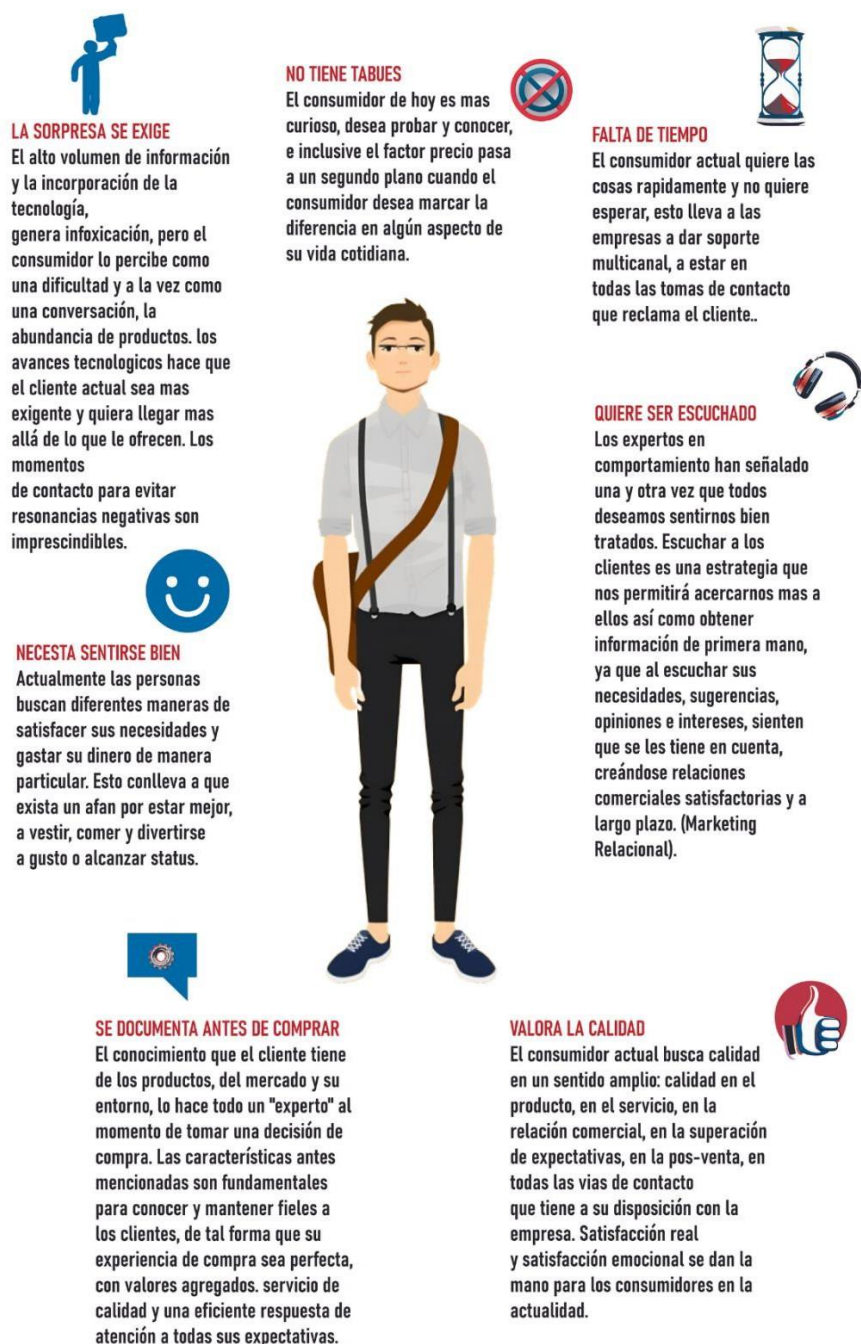 LA SORPRESA SE EXIGE
El alto volumen de información
y la incorporación de la
tecnología,
genera infoxicación, pero el
consumidor lo percibe como
una dificultad y a la vez como
una conversación, la
abundancia de productos. los
avances tecnologicos hace que
el cliente actual sea mas
exigente y quiera llegar mas
allá de lo que le ofrecen. Los
momentos
de contacto para evitar
resonancias negativas son
imprescindibles.
NO TIENE TABUES
El consumidor de hoy es mas
curioso, desea probar y conocer,
e inclusive el factor precio pasa
a un segundo plano cuando el
consumidor desea marcar la
diferencia en algún aspecto de
su vida cotidiana.
FALTA DE TIEMPO
El consumidor actual quiere las
cosas rapidamente y no quiere
esperar, esto lleva a las
empresas a dar soporte
multicanal, a estar en
todas las tomas de contacto
que reclama el cliente..
QUIERE SER ESCUCHADO
Los expertos en
comportamiento han señalado
una y otra vez que todos
deseamos sentirnos bien
tratados. Escuchar a los
clientes es una estrategia que
nos permitirá acercarnos mas a
ellos así como obtener
información de primera mano,
ya que al escuchar sus
necesidades, sugerencias,
opiniones e intereses, sienten
que se les tiene en cuenta,
creándose relaciones
comerciales satisfactorias y a
largo plazo. (Marketing
Relacional).
NECESTA SENTIRSE BIEN
Actualmente las personas
buscan diferentes maneras de
satisfacer sus necesidades y
gastar su dinero de manera
particular. Esto conlleva a que
exista un afan por estar mejor,
a vestir, comer y divertirse
a gusto o alcanzar status.
SE DOCUMENTA ANTES DE COMPRAR
El conocimiento que el cliente tiene
de los productos, del mercado y su
entorno, lo hace todo un "experto" al
momento de tomar una decisión de
compra. Las características antes
mencionadas son fundamentales
para conocer y mantener fieles a
los clientes, de tal forma que su
experiencia de compra sea perfecta,
con valores agregados. servicio de
calidad y una eficiente respuesta de
atención a todas sus expectativas.
VALORA LA CALIDAD
El consumidor actual busca calidad
en un sentido amplio: calidad en el
producto, en el servicio, en la
relación comercial, en la superación
de expectativas, en la pos-venta, en
todas las vias de contacto
que tiene a su disposición con la
empresa. Satisfacción real
y satisfacción emocional se dan la
mano para los consumidores en la
actualidad.